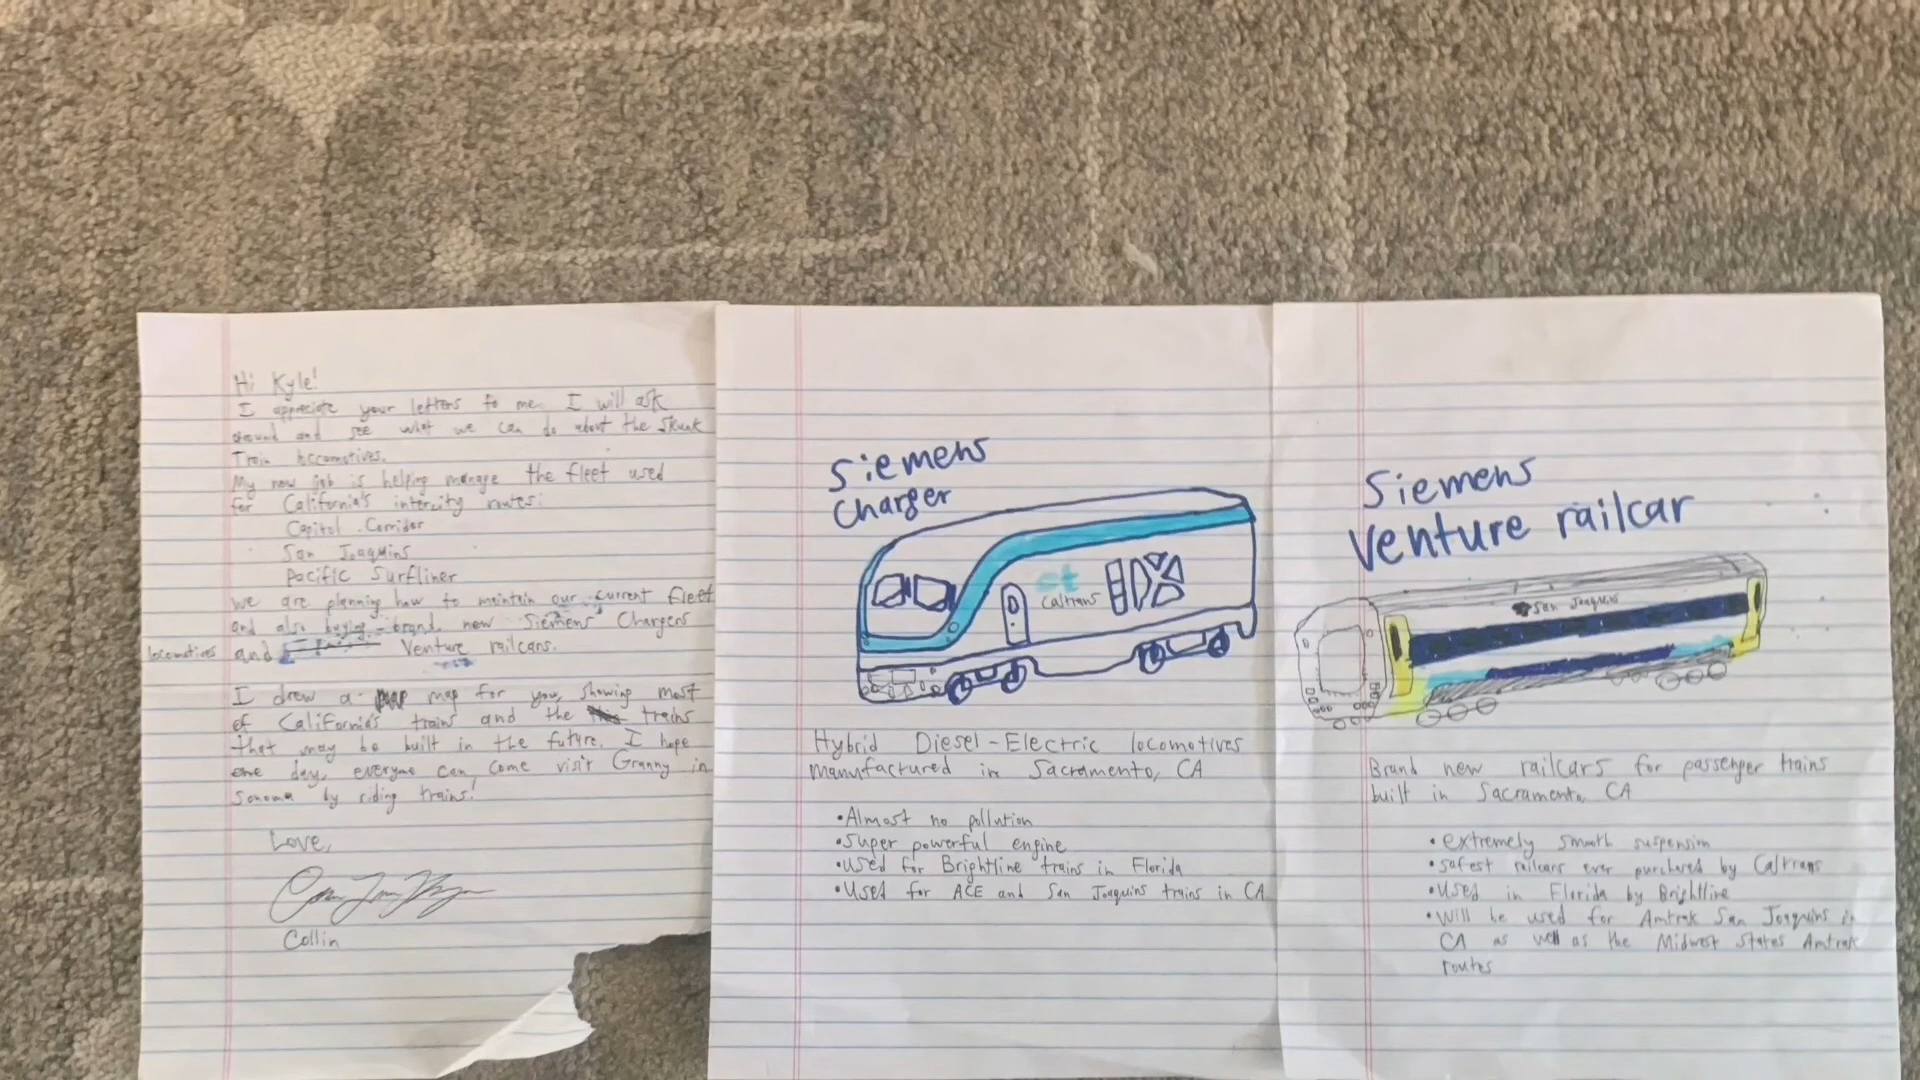 Hi Kyle!
I appreciate your letters to me. I will ask
around and see what we can do about the Skunk
Train locomotives.
My new job is helping manage the fleet used
for California's intercity routes:
Capitol Corridor
San Joaquins
Pacific Surfliner
We are planning how to maintain our current fleet
and also buying brand new Siemens Chargers
locomotives and Venture railcars.
I drew a map for you, showing most
of California's trains and the trains
that may be built in the future. I hope
one day, everyone can come visit Granny in
Sonoma by riding trains!
Love,
Collin
Siemens
Charger
ct
Caltrans
Hybrid Diesel-Electric locomotives
manufactured in Sacramento, CA
• Almost no pollution
• Super powerful engine
• Used for Brightline trains in Florida
• Used for ACE and San Joaquins trains in CA
Siemens
Venture railcar
San Joaquins
Brand new railcars for passenger trains
built in Sacramento, CA
• extremely smooth suspension
• safest railcars ever purchased by Caltrans
• Used in Florida by Brightline
• Will be used for Amtrak San Joaquins in
CA as well as the Midwest States Amtrak
routes